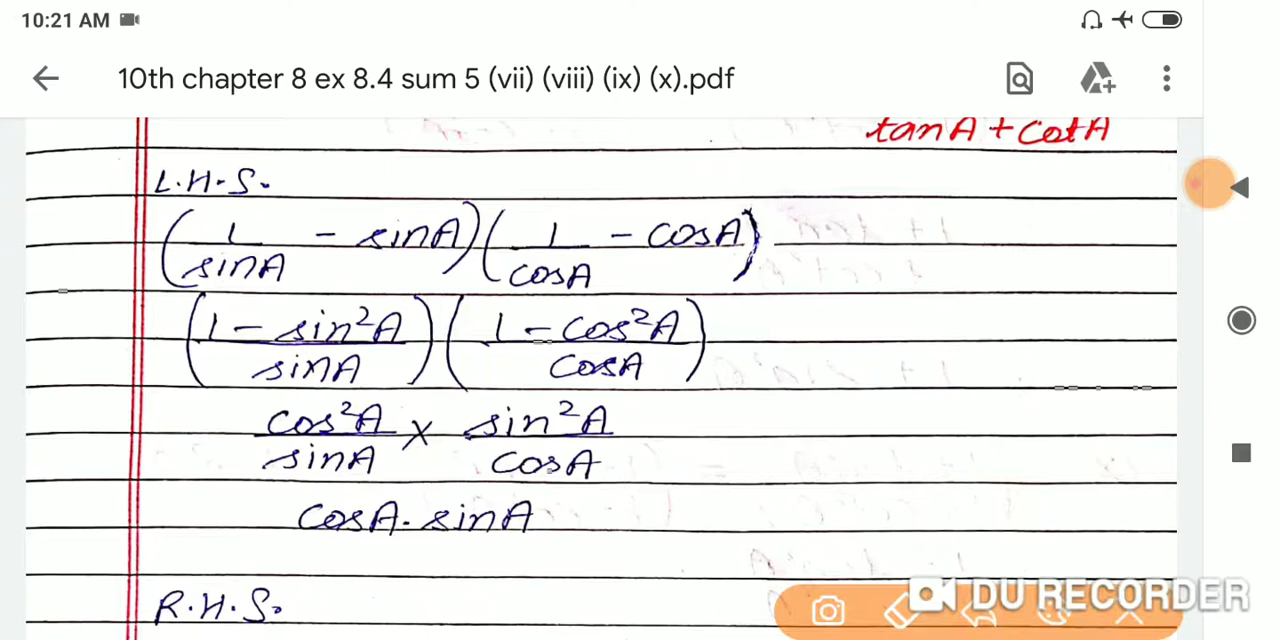 10:21 AM
10th chapter 8 ex 8.4 sum 5 (vii) (viii) (ix) (x).pdf
tanA + cotA
L.H.S.
(1/sinA - sinA)(1/cosA - cosA)
(1 - sin²A/sinA)(1 - cos²A/cosA)
cos²A/sinA × sin²A/cosA
cosA . sinA
R.H.S.
DU RECORDER